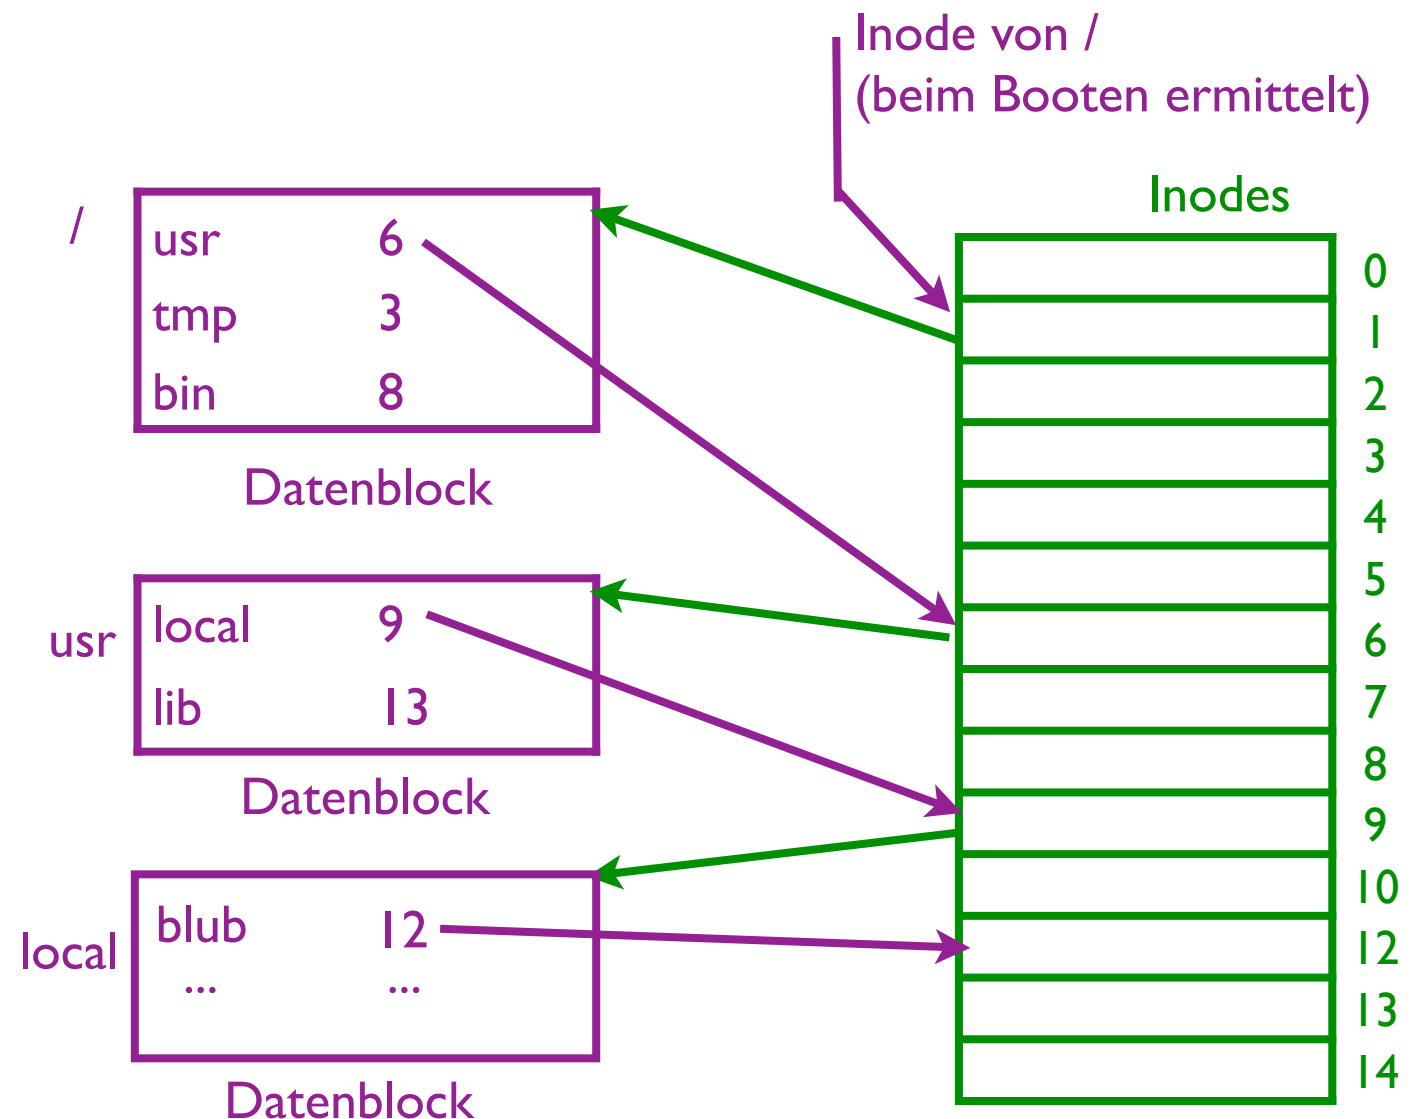 Inode von /
(beim Booten ermittelt)
Inodes
/
usr 6
tmp 3
bin 8
Datenblock
usr
local 9
lib 13
Datenblock
local
blub 12
... ...
Datenblock
0
1
2
3
4
5
6
7
8
9
10
12
13
14